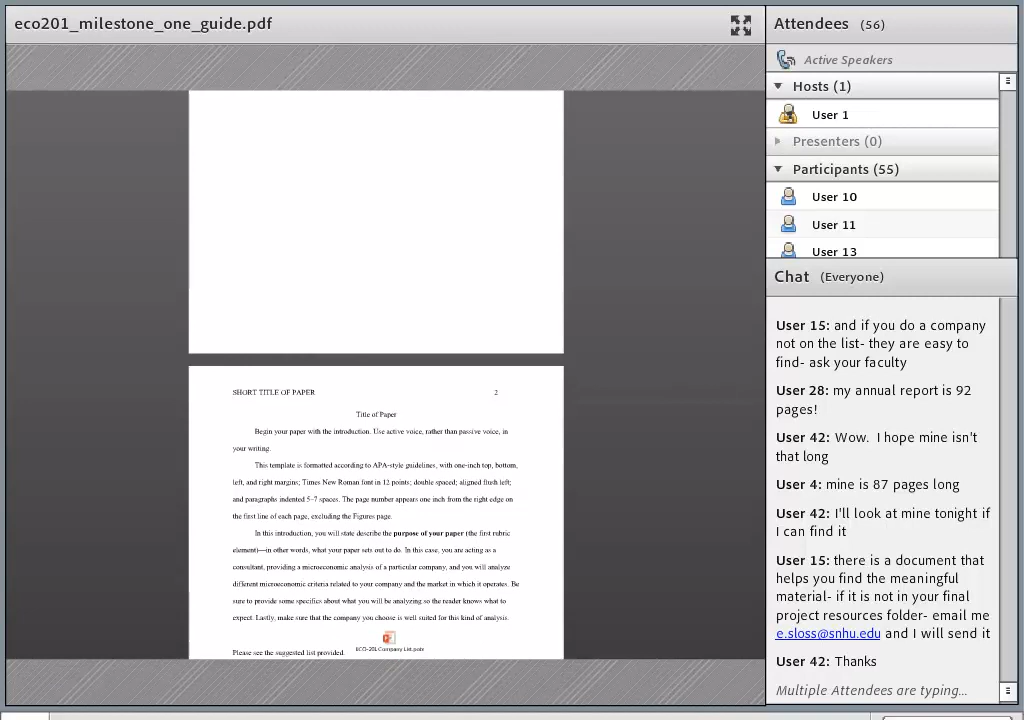 eco201_milestone_one_guide.pdf
SHORT TITLE OF PAPER 2
Title of Paper
Begin your paper with the introduction. Use active voice, rather than passive voice, in
your writing.
This template is formatted according to APA-style guidelines, with one-inch top, bottom,
left, and right margins; Times New Roman font in 12 points; double spaced; aligned flush left;
and paragraphs indented 5–7 spaces. The page number appears one inch from the right edge on
the first line of each page, excluding the Figures page.
In this introduction, you will state describe the purpose of your paper (the first rubric
element)—in other words, what your paper sets out to do. In this case, you are acting as a
consultant, providing a microeconomic analysis of a particular company, and you will analyze
different microeconomic criteria related to your company and the market in which it operates. Be
sure to provide some specifics about what you will be analyzing so the reader knows what to
expect. Lastly, make sure that the company you choose is well suited for this kind of analysis.
Please see the suggested list provided.
ECO-201 Company List.pptx
Attendees (56)
Active Speakers
Hosts (1)
User 1
Presenters (0)
Participants (55)
User 10
User 11
User 13
Chat (Everyone)
User 15: and if you do a company
not on the list- they are easy to
find- ask your faculty
User 28: my annual report is 92
pages!
User 42: Wow. I hope mine isn't
that long
User 4: mine is 87 pages long
User 42: I'll look at mine tonight if
I can find it
User 15: there is a document that
helps you find the meaningful
material- if it is not in your final
project resources folder- email me
e.sloss@snhu.edu and I will send it
User 42: Thanks
Multiple Attendees are typing...